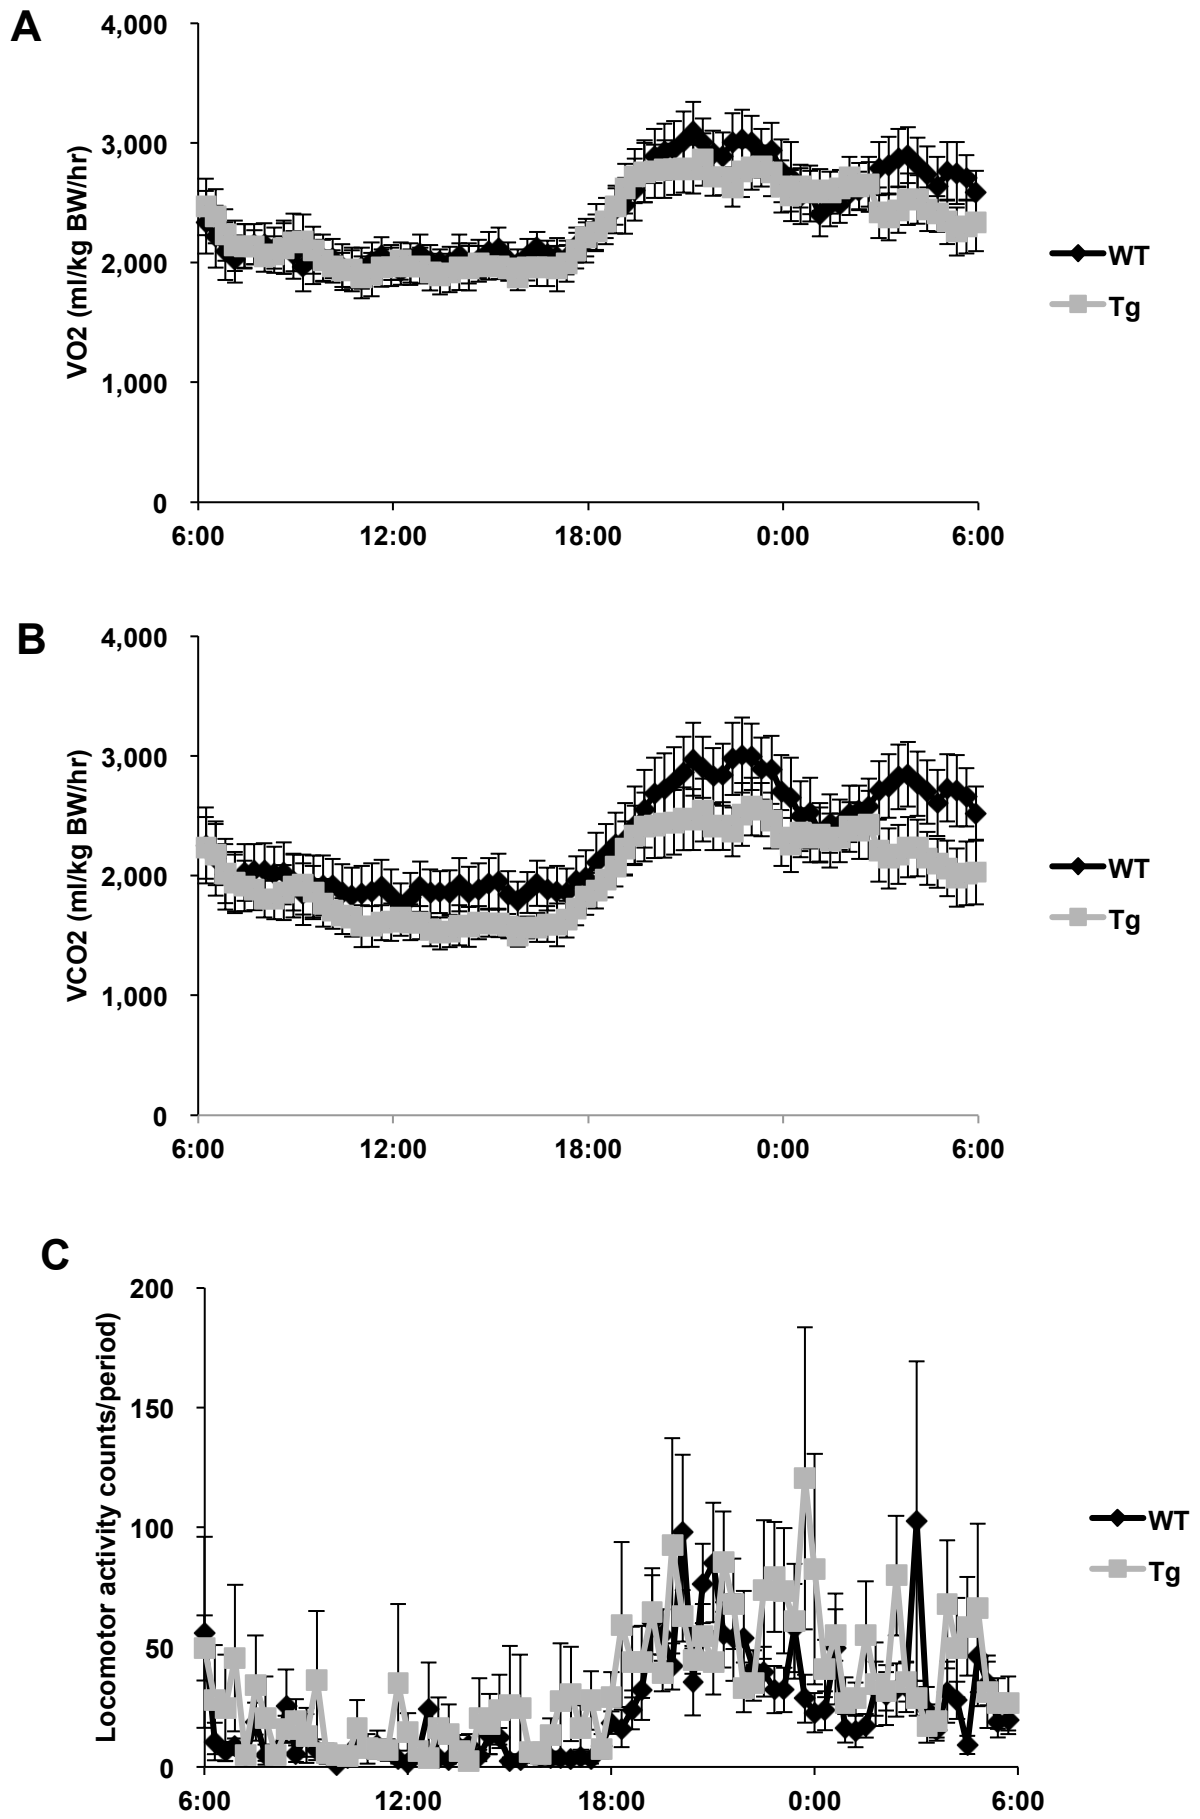 A
4,000
3,000
2,000
1,000
0
VO2 (ml/kg BW/hr)
6:00 12:00 18:00 0:00 6:00
WT
Tg
B
4,000
3,000
2,000
1,000
0
VCO2 (ml/kg BW/hr)
6:00 12:00 18:00 0:00 6:00
WT
Tg
C
200
150
100
50
0
Locomotor activity counts/period)
6:00 12:00 18:00 0:00 6:00
WT
Tg